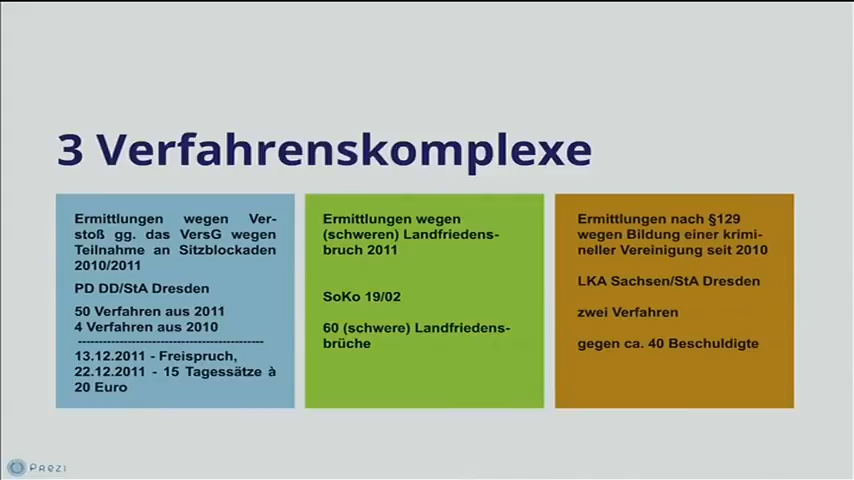 3 Verfahrenskomplexe
Ermittlungen wegen Ver-
stoß gg. das VersG wegen
Teilnahme an Sitzblockaden
2010/2011
PD DD/StA Dresden
50 Verfahren aus 2011
4 Verfahren aus 2010
---------------------------------------------
13.12.2011 - Freispruch,
22.12.2011 - 15 Tagessätze à
20 Euro
Ermittlungen wegen
(schweren) Landfriedens-
bruch 2011
SoKo 19/02
60 (schwere) Landfriedens-
brüche
Ermittlungen nach §129
wegen Bildung einer krimi-
neller Vereinigung seit 2010
LKA Sachsen/StA Dresden
zwei Verfahren
gegen ca. 40 Beschuldigte
Prezi